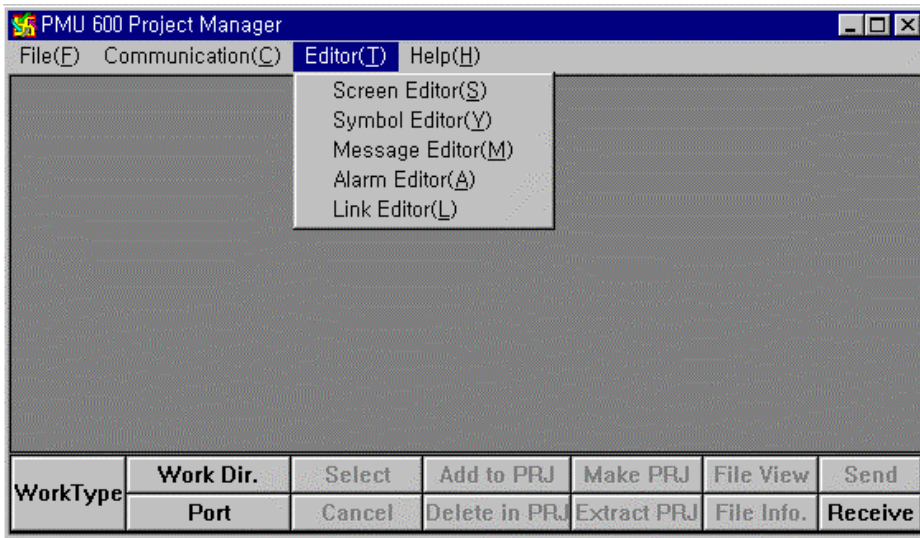 PMU 600 Project Manager
File(F) Communication(C) Editor(T) Help(H)
Screen Editor(S)
Symbol Editor(Y)
Message Editor(M)
Alarm Editor(A)
Link Editor(L)
WorkType Work Dir. Select Add to PRJ Make PRJ File View Send
Port Cancel Delete in PRJ Extract PRJ File Info. Receive